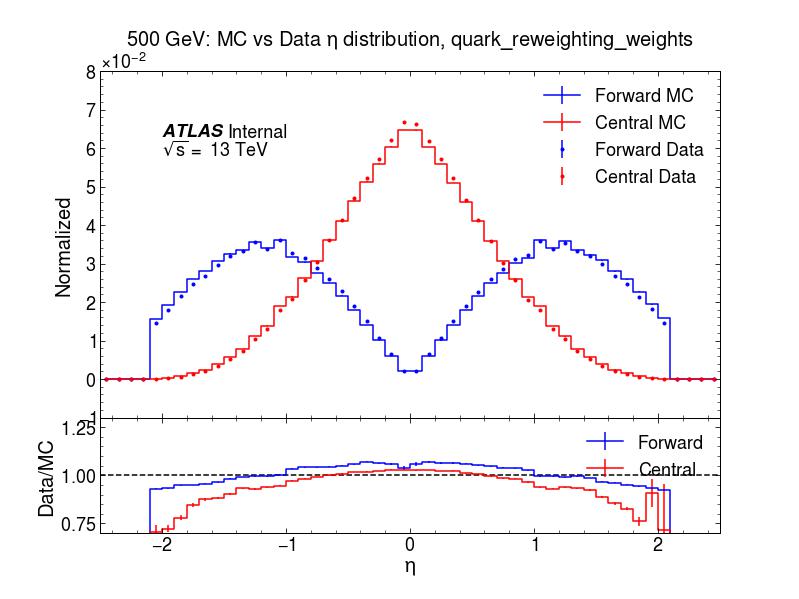 500 GeV: MC vs Data η distribution, quark_reweighting_weights
×10⁻²
8
7
6
5
4
3
2
1
0
−1
Normalized
ATLAS Internal
√s = 13 TeV
Forward MC
Central MC
Forward Data
Central Data
1.25
1.00
0.75
Data/MC
Forward
Central
−2 −1 0 1 2
η